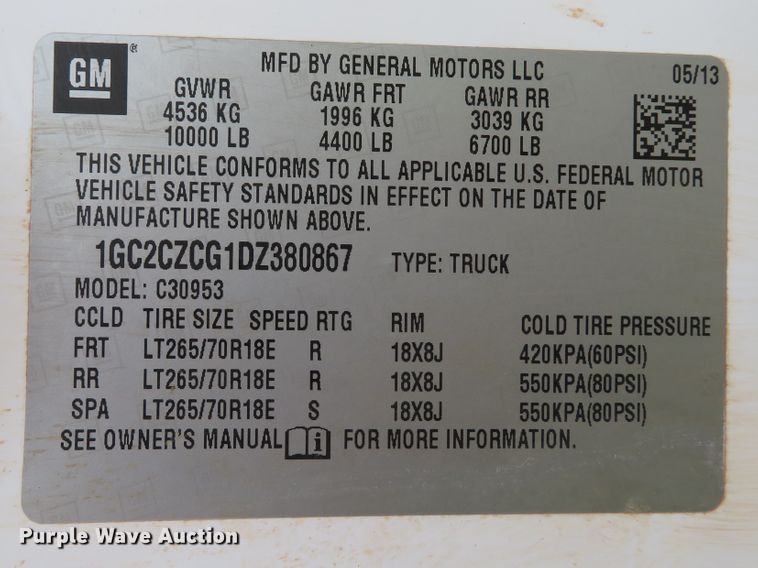 GM ® MFD BY GENERAL MOTORS LLC 05/13
GVWR GAWR FRT GAWR RR
4536 KG 1996 KG 3039 KG
10000 LB 4400 LB 6700 LB
THIS VEHICLE CONFORMS TO ALL APPLICABLE U.S. FEDERAL MOTOR
VEHICLE SAFETY STANDARDS IN EFFECT ON THE DATE OF
MANUFACTURE SHOWN ABOVE.
1GC2CZCG1DZ380867 TYPE: TRUCK
MODEL: C30953
CCLD TIRE SIZE SPEED RTG RIM COLD TIRE PRESSURE
FRT LT265/70R18E R 18X8J 420KPA(60PSI)
RR LT265/70R18E R 18X8J 550KPA(80PSI)
SPA LT265/70R18E S 18X8J 550KPA(80PSI)
SEE OWNER'S MANUAL i FOR MORE INFORMATION.
Purple Wave Auction